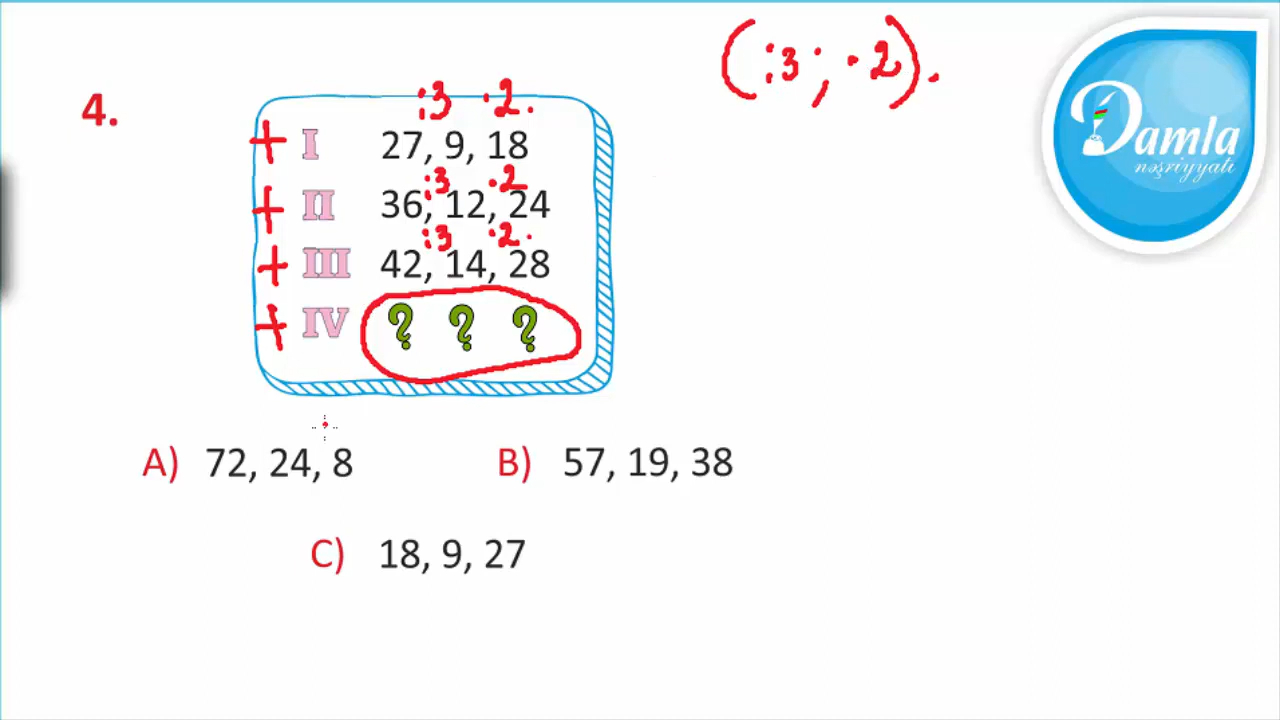 (:3 ; ·2).
4.
:3 ·2.
+ I 27, 9, 18
:3 ·2
+ II 36, 12, 24
:3 ·2.
+ III 42, 14, 28
+ IV ? ? ?
A) 72, 24, 8 B) 57, 19, 38
C) 18, 9, 27
Damla
nəşriyyatı